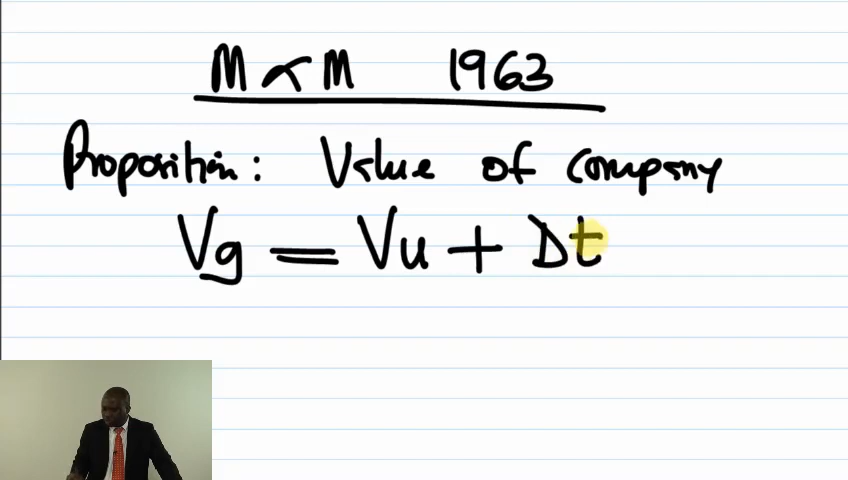 M & M 1963
Proposition: Value of company
Vg = Vu + Dt